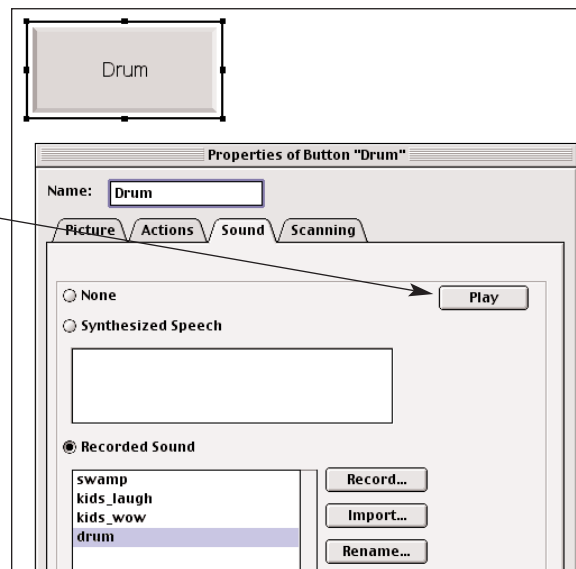 Drum
Properties of Button "Drum"
Name: Drum
Picture Actions Sound Scanning
None
Play
Synthesized Speech
Recorded Sound
swamp
kids_laugh
kids_wow
drum
Record...
Import...
Rename...